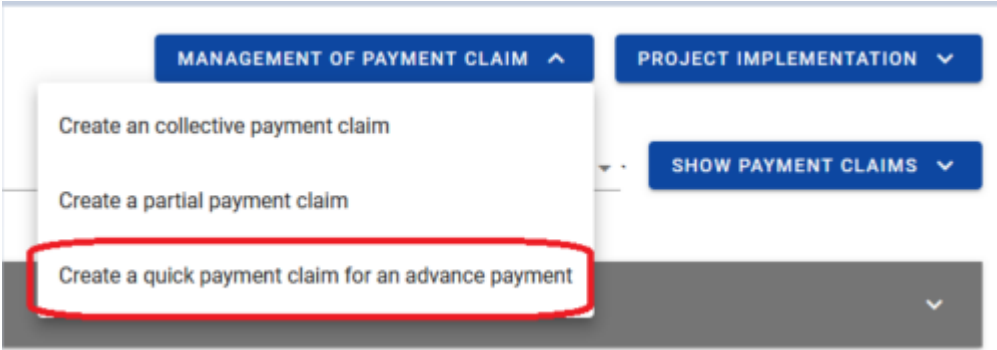 MANAGEMENT OF PAYMENT CLAIM
PROJECT IMPLEMENTATION
Create an collective payment claim
SHOW PAYMENT CLAIMS
Create a partial payment claim
Create a quick payment claim for an advance payment